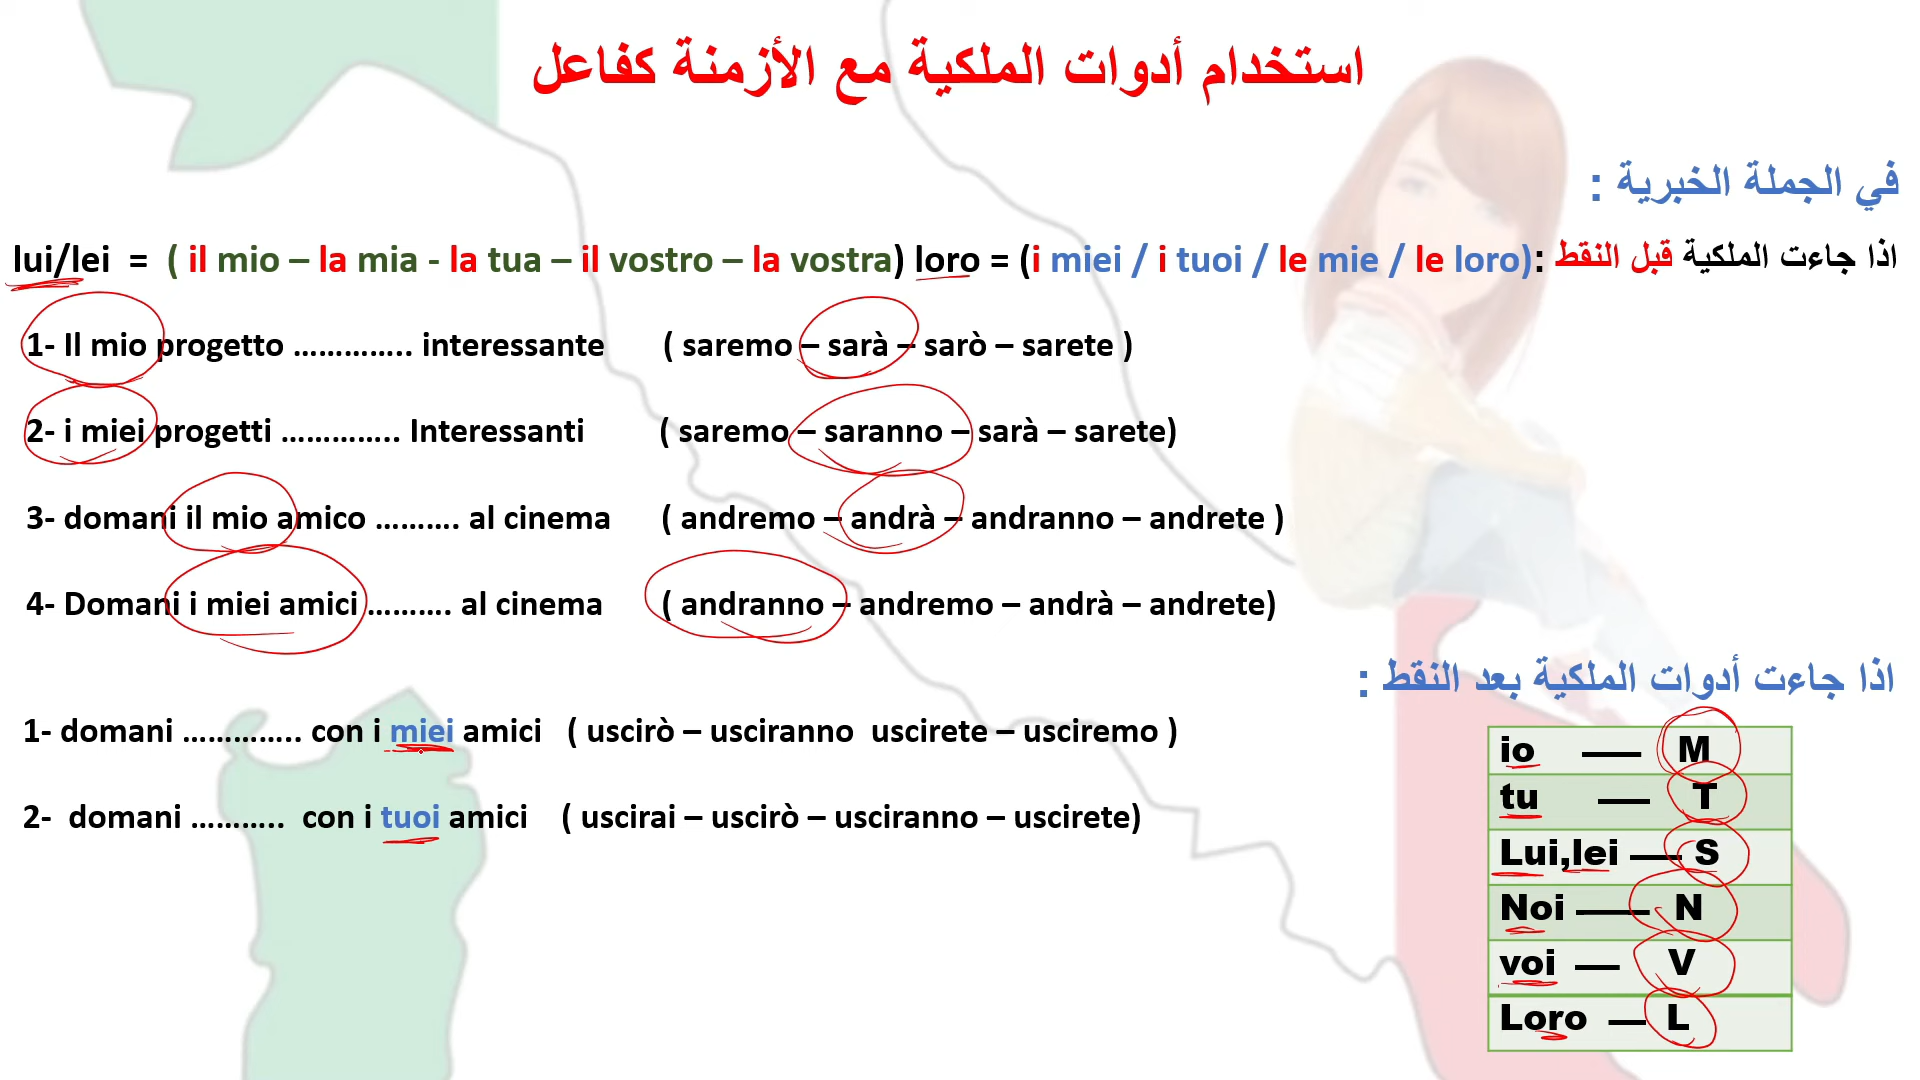 استخدام أدوات الملكية مع الأزمنة كفاعل
في الجملة الخبرية :
اذا جاءت الملكية قبل النقط :
lui/lei = ( il mio – la mia - la tua – il vostro – la vostra) loro = (i miei / i tuoi / le mie / le loro)
1- Il mio progetto ………….. interessante ( saremo – sarà – sarò – sarete )
2- i miei progetti ………….. Interessanti ( saremo – saranno – sarà – sarete)
3- domani il mio amico ………. al cinema ( andremo – andrà – andranno – andrete )
4- Domani i miei amici ………. al cinema ( andranno – andremo – andrà – andrete)
اذا جاءت أدوات الملكية بعد النقط :
1- domani ………….. con i miei amici ( uscirò – usciranno uscirete – usciremo )
2- domani ……….. con i tuoi amici ( uscirai – uscirò – usciranno – uscirete)
io — M
tu — T
Lui,lei — S
Noi — N
voi — V
Loro — L